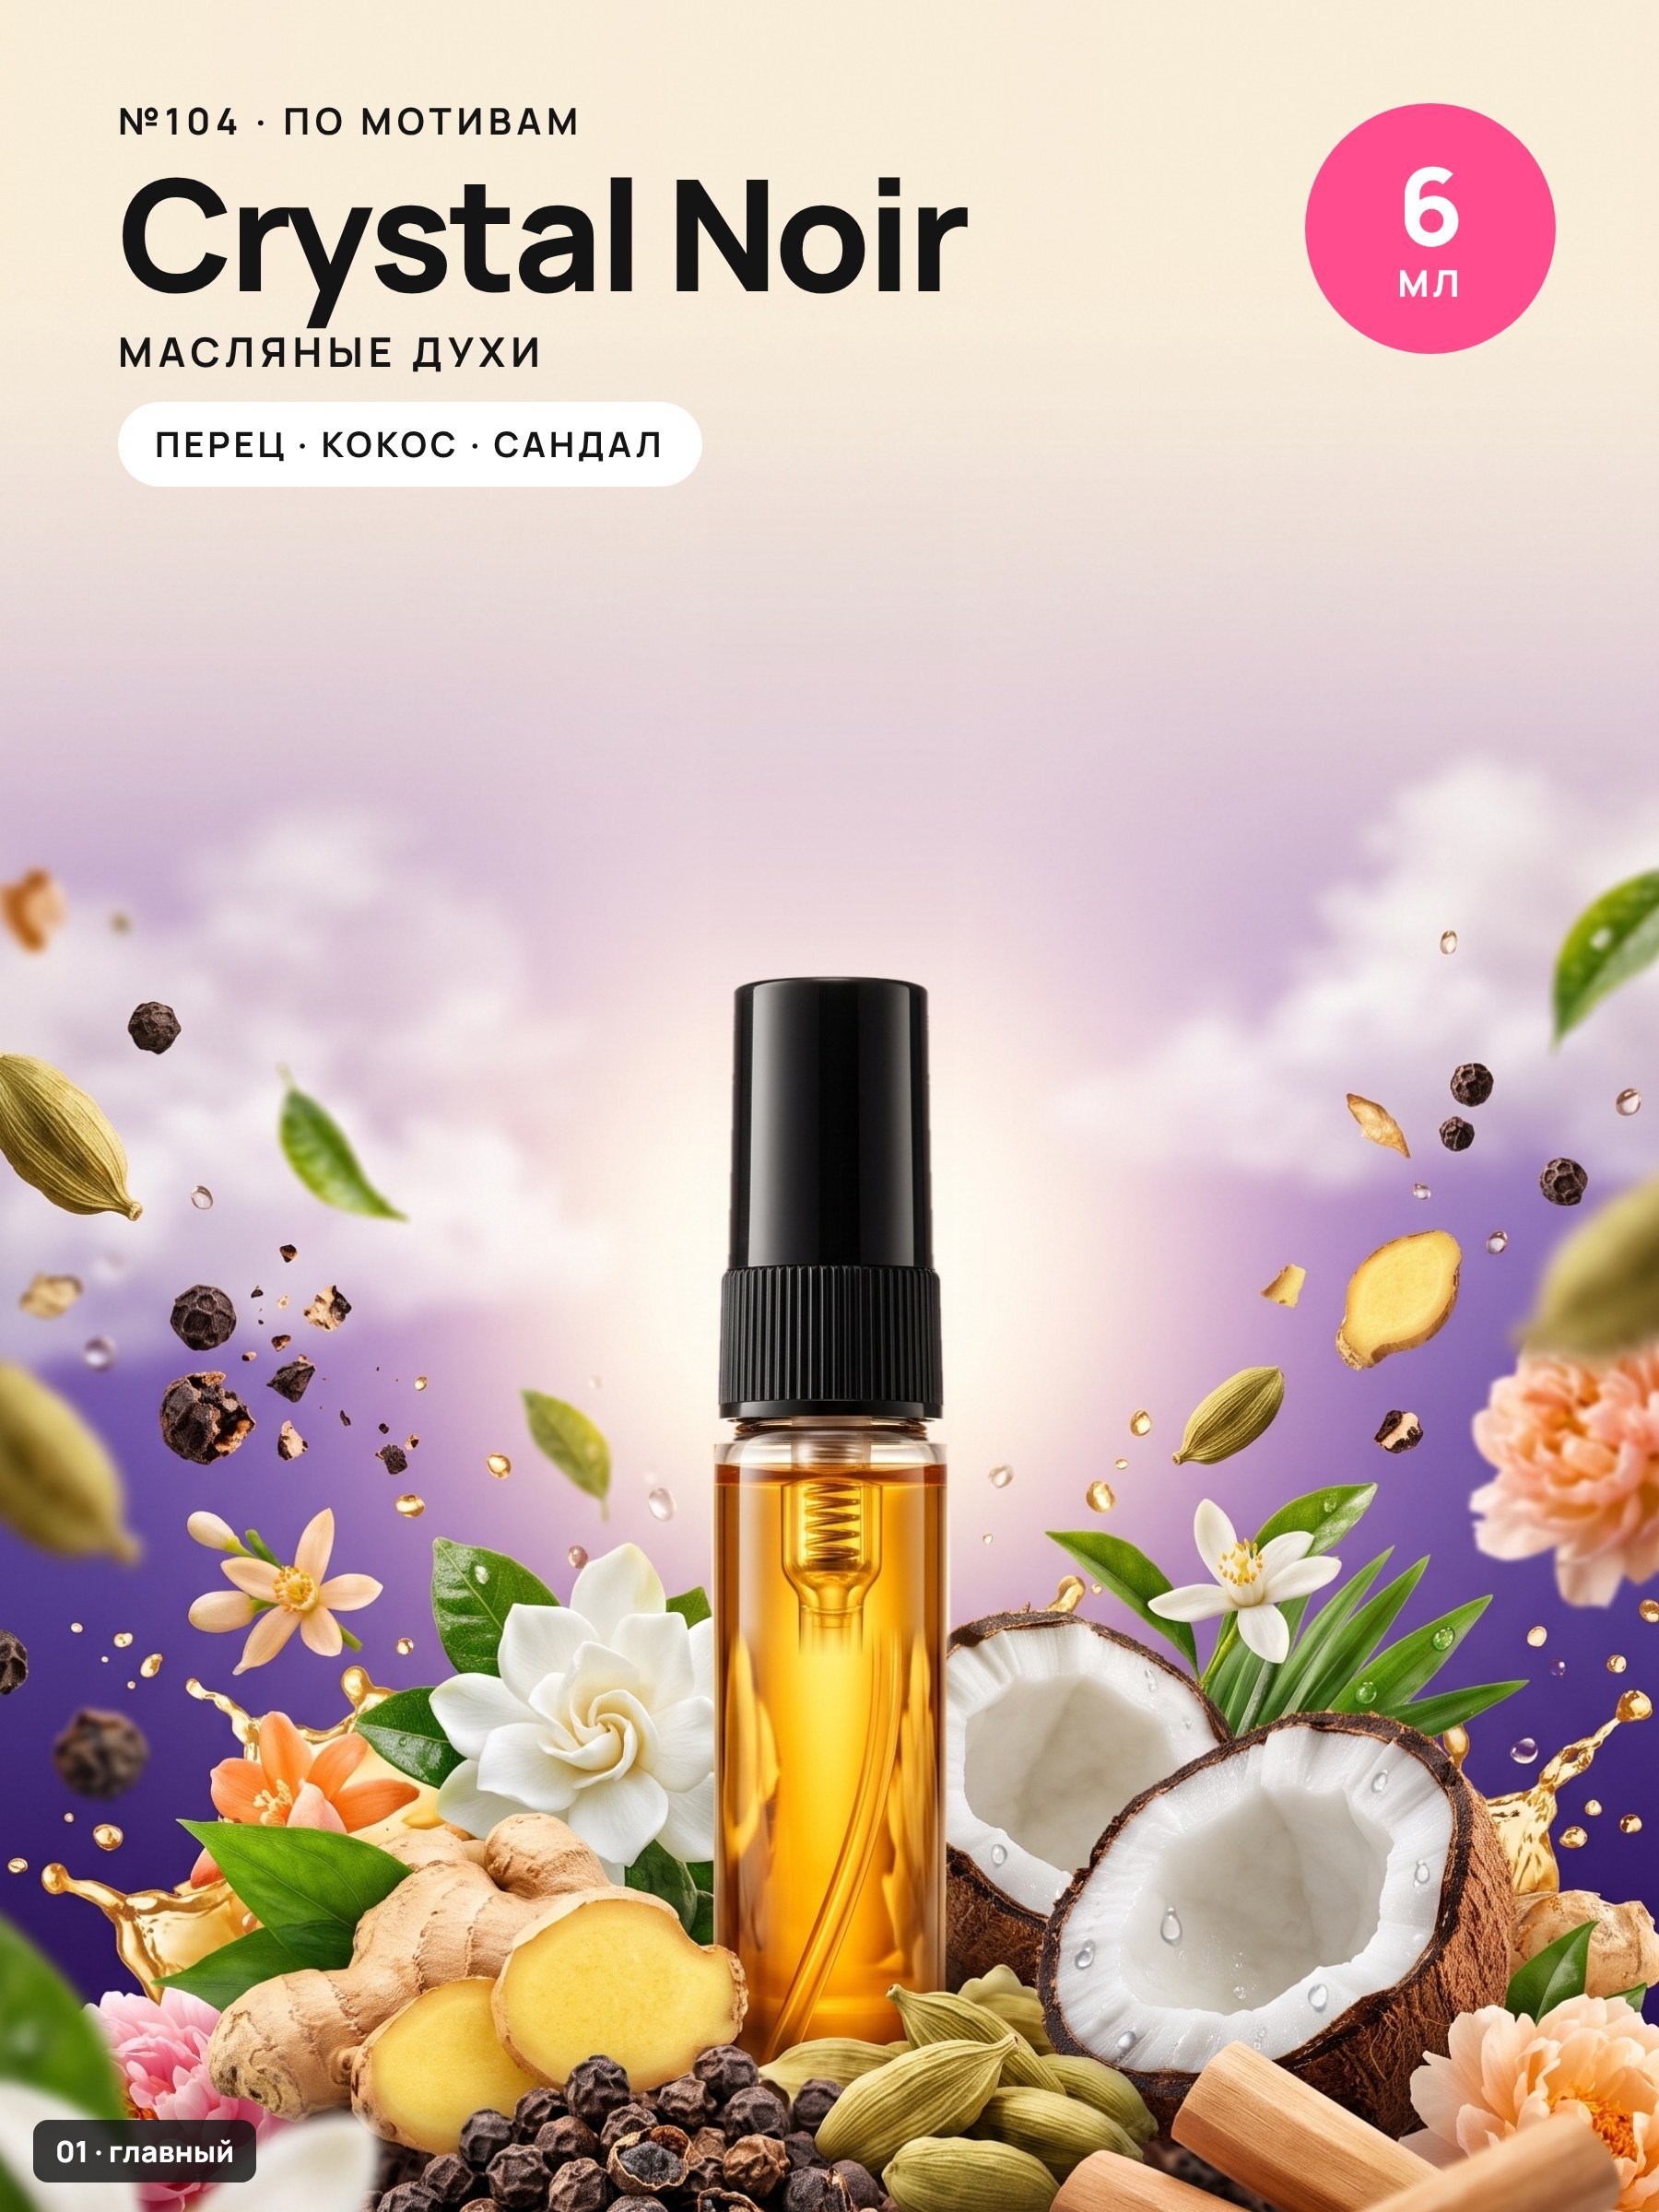 №104 · ПО МОТИВАМ
Crystal Noir
МАСЛЯНЫЕ ДУХИ
ПЕРЕЦ · КОКОС · САНДАЛ
6
МЛ
01 · главный